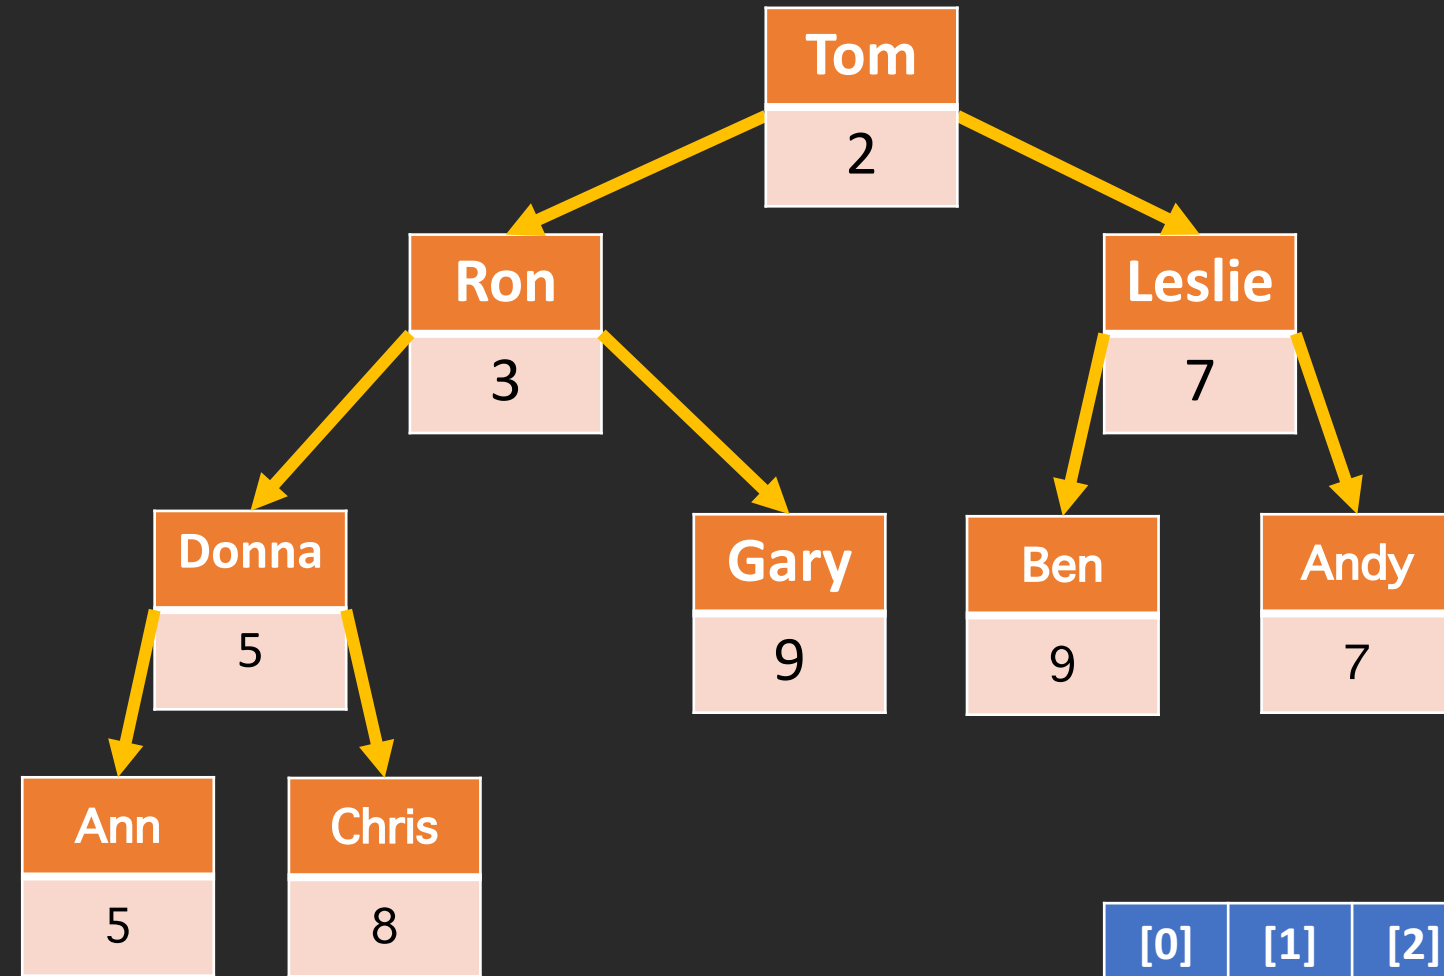 Tom
2
Ron
Leslie
3
7
Donna
Gary
Ben
Andy
5
9
9
7
Ann
Chris
5
8
[0] [1] [2]